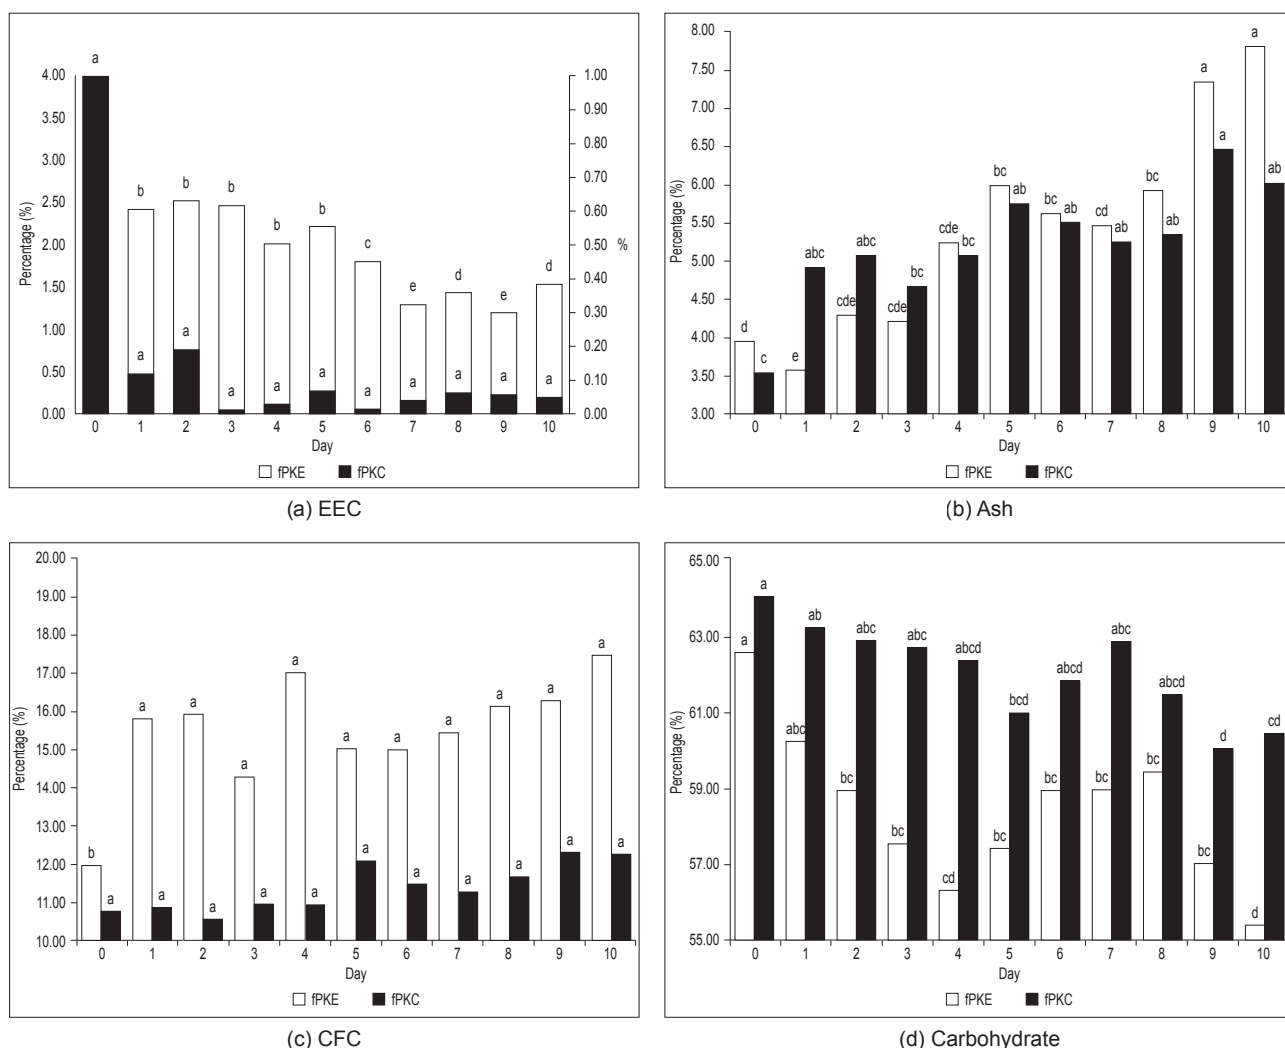 a
4.00
3.50
3.00
2.50
2.00
1.50
1.00
0.50
0.00
Percentage (%)
1.00
0.90
0.80
0.70
0.60
0.50
0.40
0.30
0.20
0.10
0.00
%
b b b b b c e d e d
a a a a a a a a a a
0 1 2 3 4 5 6 7 8 9 10
Day
fPKE fPKC
(a) EEC
8.00
7.50
7.00
6.50
6.00
5.50
5.00
4.50
4.00
3.50
3.00
Percentage (%)
d e cde cde cde bc bc cd bc a a
c abc abc bc bc ab ab ab ab a ab
0 1 2 3 4 5 6 7 8 9 10
Day
fPKE fPKC
(b) Ash
20.00
19.00
18.00
17.00
16.00
15.00
14.00
13.00
12.00
11.00
10.00
Percentage (%)
b a a a a a a a a a a
a a a a a a a a a a a
0 1 2 3 4 5 6 7 8 9 10
Day
fPKE fPKC
(c) CFC
65.00
63.00
61.00
59.00
57.00
55.00
Percentage (%)
a abc bc bc cd bc bc bc bc bc d
a ab abc abc abcd bcd abcd abc abcd d cd
0 1 2 3 4 5 6 7 8 9 10
Day
fPKE fPKC
(d) Carbohydrate